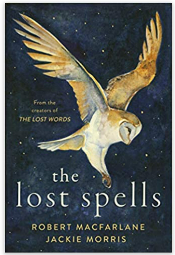 From the
creators of
THE LOST WORDS
the
lost spells
ROBERT MACFARLANE
JACKIE MORRIS